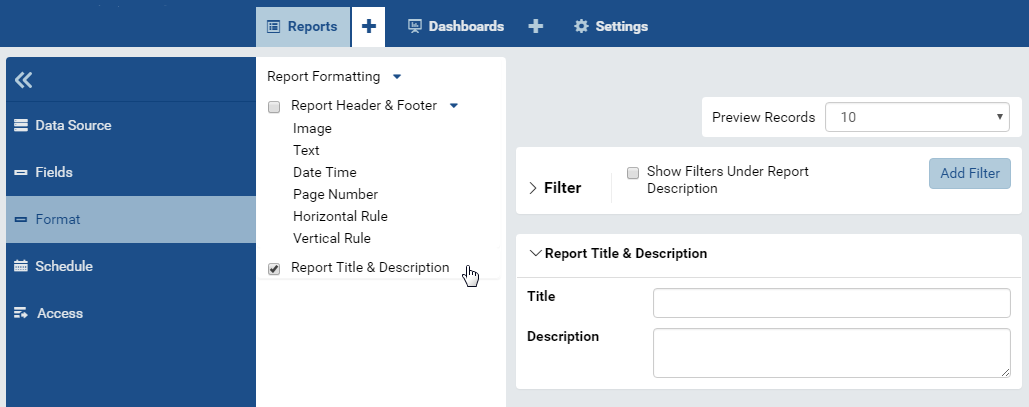 Reports
Dashboards
Settings
Data Source
Fields
Format
Schedule
Access
Report Formatting
Report Header & Footer
Image
Text
Date Time
Page Number
Horizontal Rule
Vertical Rule
Report Title & Description
Preview Records 10
Filter
Show Filters Under Report
Description
Add Filter
Report Title & Description
Title
Description